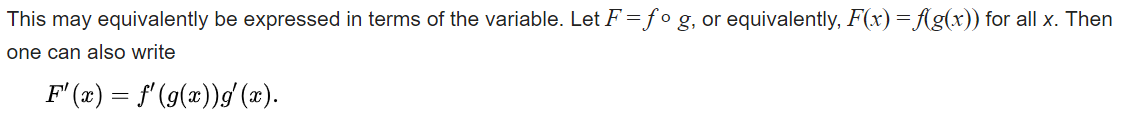 This may equivalently be expressed in terms of the variable. Let F = f ∘ g, or equivalently, F(x) = f(g(x)) for all x. Then
one can also write
F′(x) = f′(g(x))g′(x).